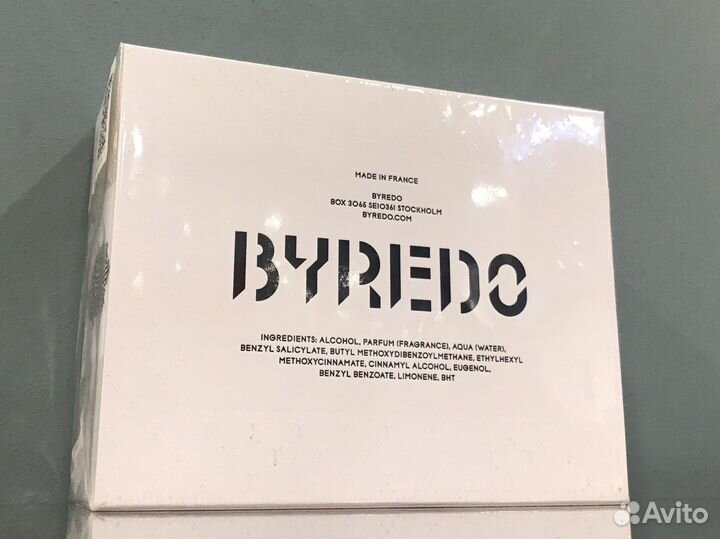 MADE IN FRANCE
BYREDO
BOX 3065 SE10361 STOCKHOLM
BYREDO.COM
BYREDO
INGREDIENTS: ALCOHOL, PARFUM (FRAGRANCE), AQUA (WATER),
BENZYL SALICYLATE, BUTYL METHOXYDIBENZOYLMETHANE, ETHYLHEXYL
METHOXYCINNAMATE, CINNAMYL ALCOHOL, EUGENOL,
BENZYL BENZOATE, LIMONENE, BHT
Avito